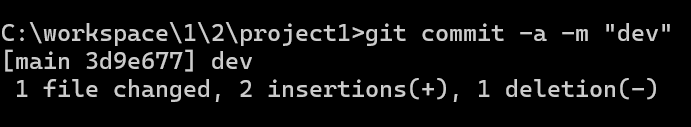 C:\workspace\1\2\project1>git commit -a -m "dev"
[main 3d9e677] dev
 1 file changed, 2 insertions(+), 1 deletion(-)